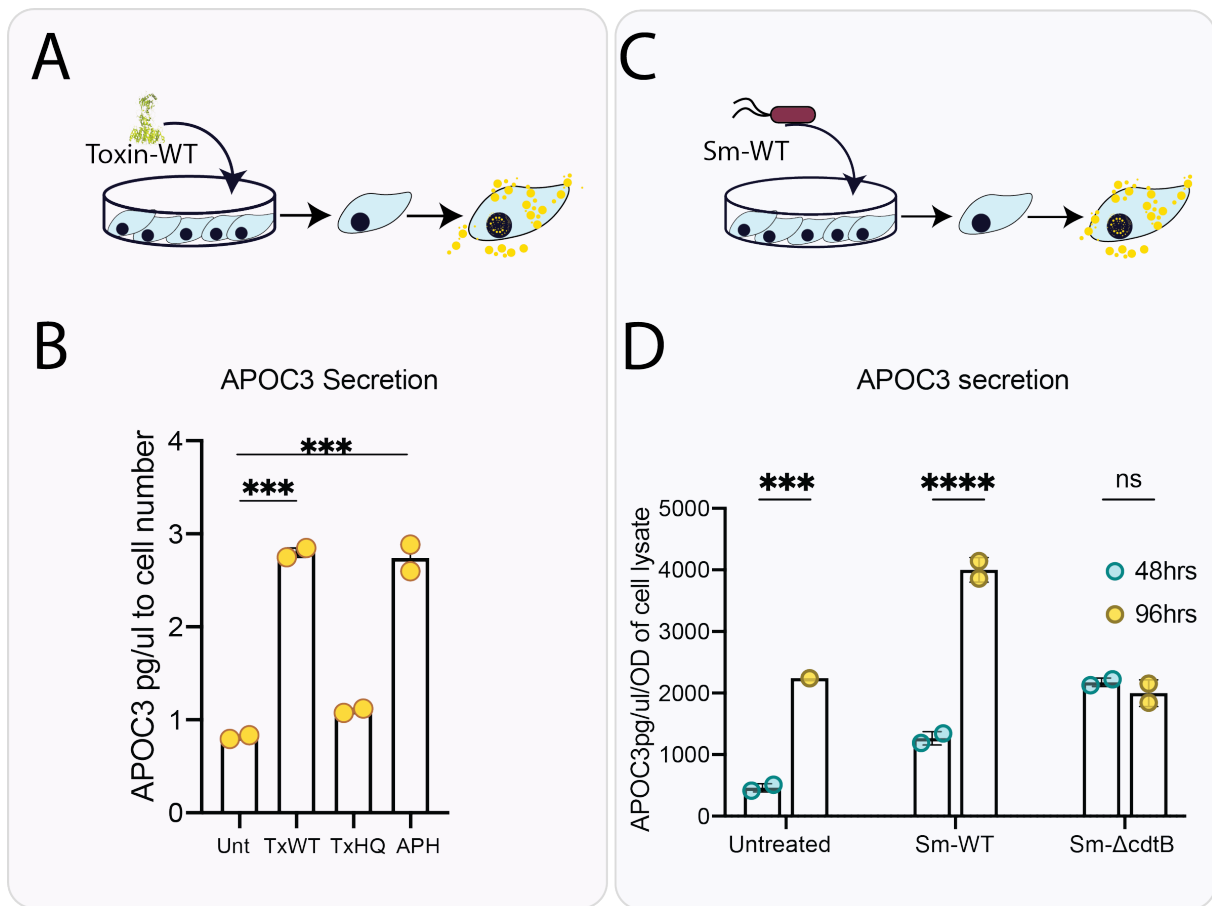 A
Toxin-WT
B
APOC3 Secretion
APOC3 pg/ul to cell number
4
3
2
1
0
***
***
Unt TxWT TxHQ APH
C
Sm-WT
D
APOC3 secretion
APOC3pg/ul/OD of cell lysate
5000
4000
3000
2000
1000
0
*** **** ns
48hrs
96hrs
Untreated Sm-WT Sm-ΔcdtB